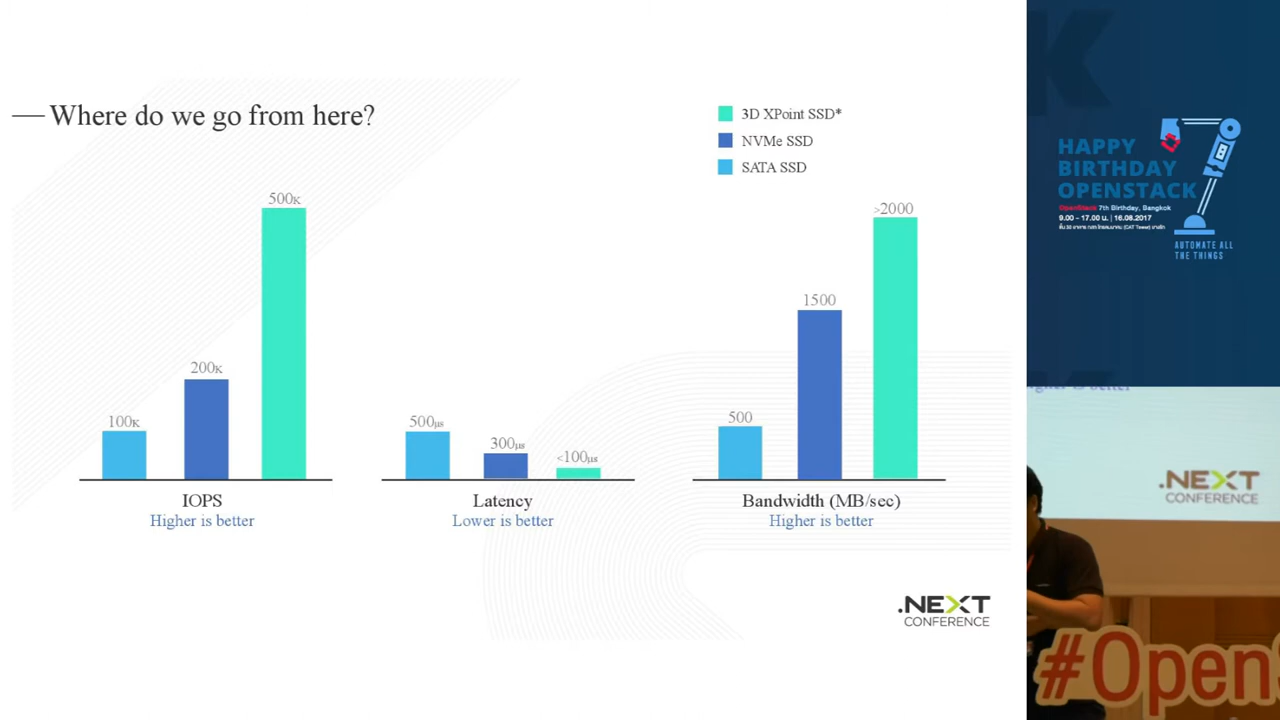 Where do we go from here?
3D XPoint SSD*
NVMe SSD
SATA SSD
100K
200K
500K
IOPS
Higher is better
500µs
300µs
<100µs
Latency
Lower is better
500
1500
>2000
Bandwidth (MB/sec)
Higher is better
.NEXT
CONFERENCE
HAPPY
BIRTHDAY
OPENSTACK
OpenStack 7th Birthday, Bangkok
9.00 - 17.00 น. | 16.08.2017
AUTOMATE ALL
THE THINGS
is better
.NEXT
CONFERENCE
#Open